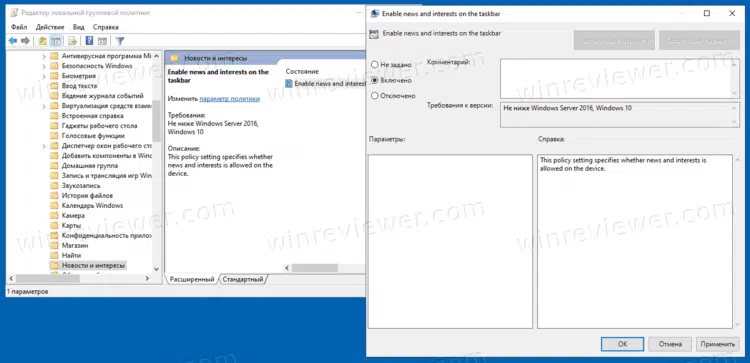 Редактор локальной групповой политики
Файл Действие Вид Справка
Антивирусная программа Mi
Безопасность Windows
Биометрия
Ввод текста
Ведение журнала событий
Виртуализация средств взаим
Встроенная справка
Гаджеты рабочего стола
Голосовые функции
Диспетчер окон рабочего сто
Добавить компоненты в Wind
Домашняя группа
Запись и трансляция игр Win
Звукозапись
История файлов
Календарь Windows
Камера
Карты
Конфиденциальность прилож
Магазин
Найти
Новости и интересы
Новости и интересы
Enable news and interests on the
taskbar
Изменить параметр политики
Требования:
Не ниже Windows Server 2016,
Windows 10
Описание:
This policy setting specifies whether
news and interests is allowed on the
device.
Состояние
Enable news and interest
Расширенный Стандартный
1 параметров
Enable news and interests on the taskbar
Enable news and interests on the taskbar
Не задано
Включено
Отключено
Комментарий:
Требования к версии:
Не ниже Windows Server 2016, Windows 10
Параметры:
Справка:
This policy setting specifies whether news and interests is
allowed on the device.
ОК Отмена Применить
winreviewer.com
winreviewer.com
winreviewer.com
winreviewer.com